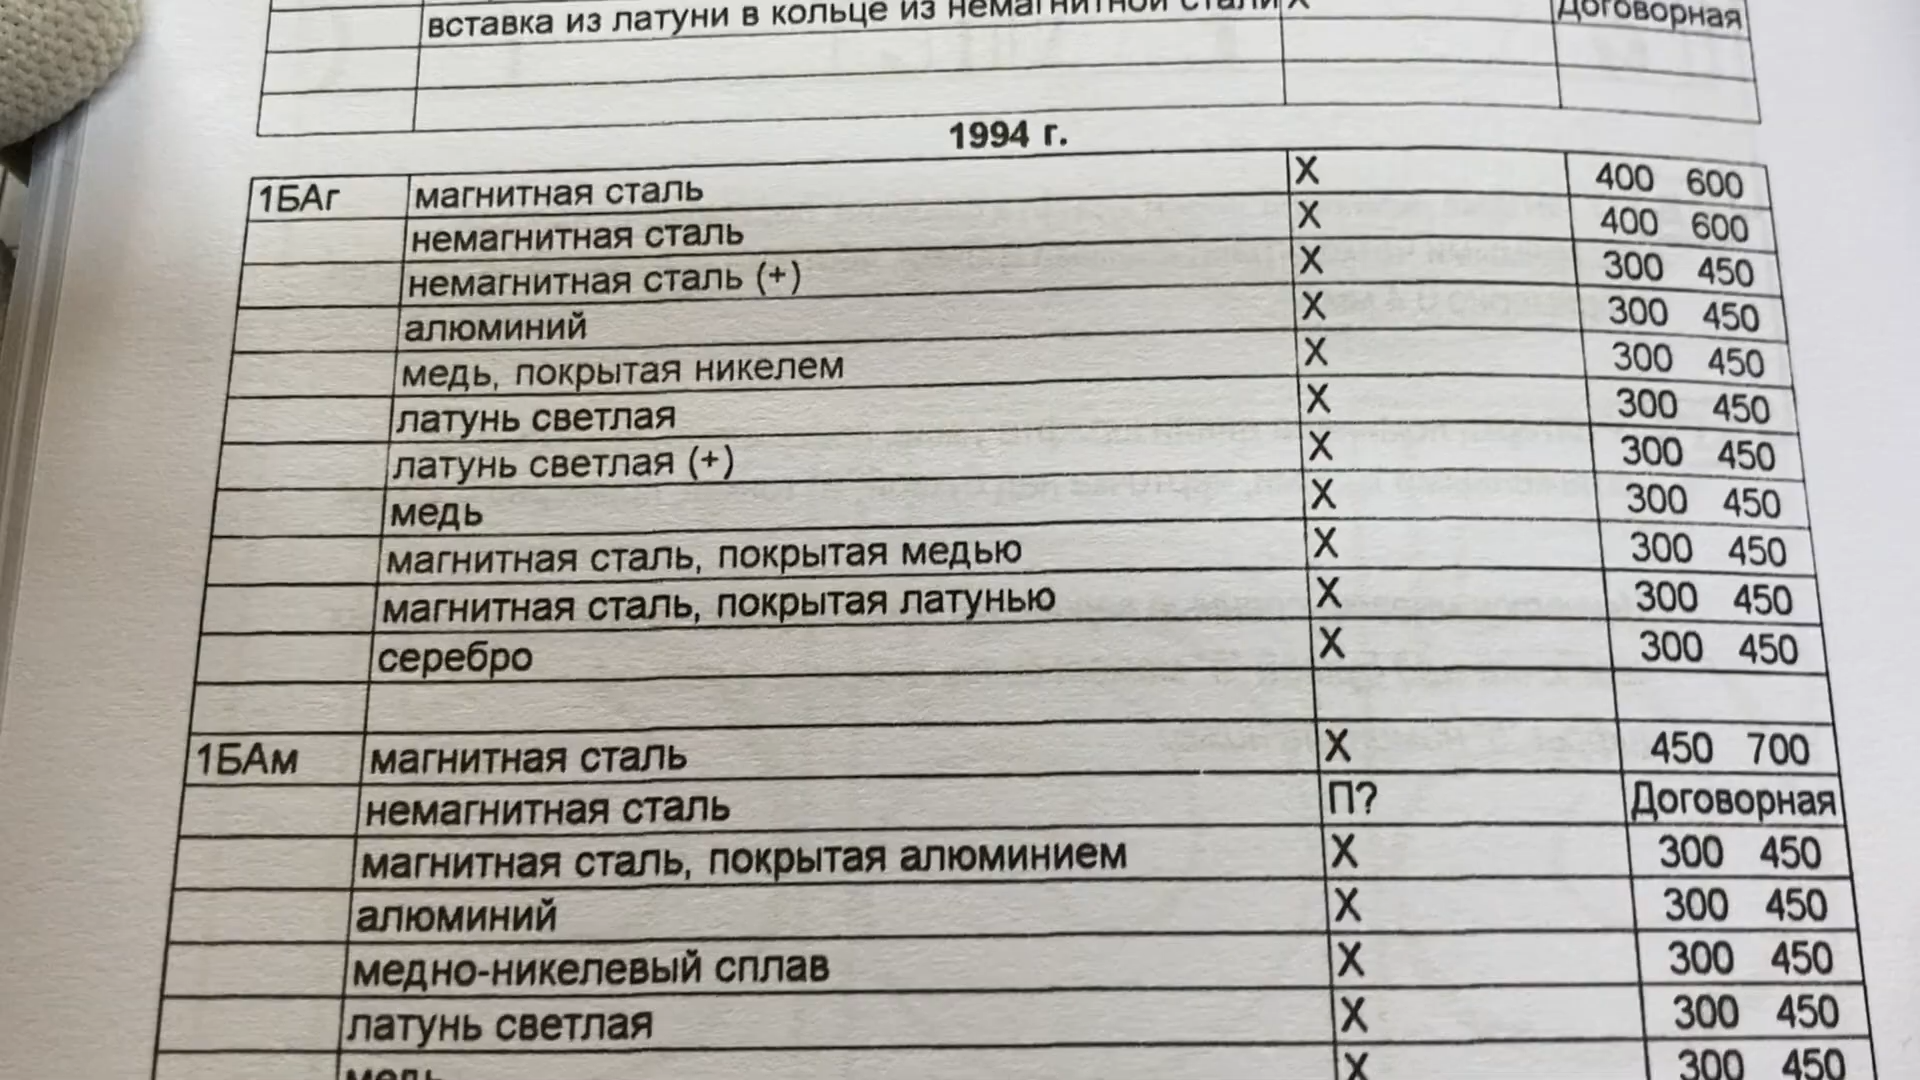 вставка из латуни в кольце из немагнитной стали X Договорная
1994 г.
1БАг магнитная сталь X 400 600
немагнитная сталь X 400 600
немагнитная сталь (+) X 300 450
алюминий X 300 450
медь, покрытая никелем X 300 450
латунь светлая X 300 450
латунь светлая (+) X 300 450
медь X 300 450
магнитная сталь, покрытая медью X 300 450
магнитная сталь, покрытая латунью X 300 450
серебро X 300 450
1БАм магнитная сталь X 450 700
немагнитная сталь П? Договорная
магнитная сталь, покрытая алюминием X 300 450
алюминий X 300 450
медно-никелевый сплав X 300 450
латунь светлая X 300 450
медь X 300 450